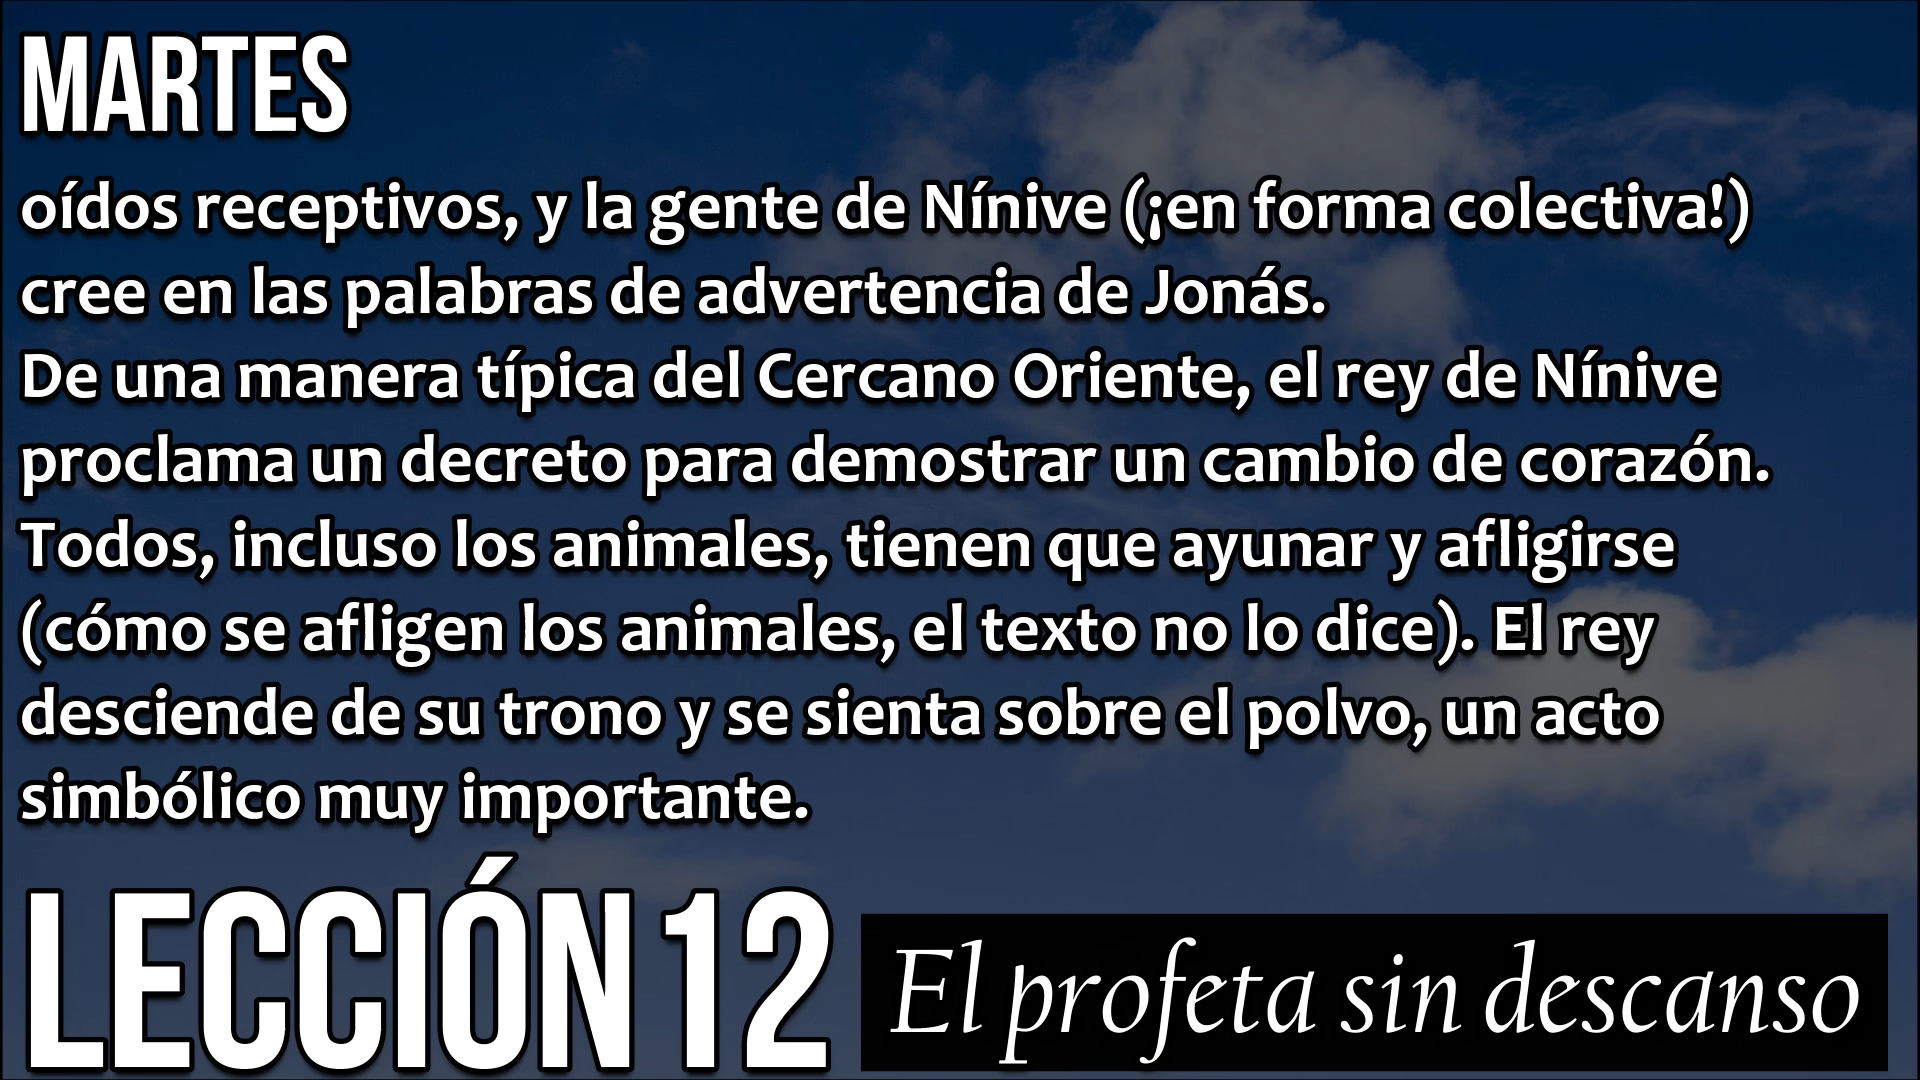 MARTES
oídos receptivos, y la gente de Nínive (¡en forma colectiva!)
cree en las palabras de advertencia de Jonás.
De una manera típica del Cercano Oriente, el rey de Nínive
proclama un decreto para demostrar un cambio de corazón.
Todos, incluso los animales, tienen que ayunar y afligirse
(cómo se afligen los animales, el texto no lo dice). El rey
desciende de su trono y se sienta sobre el polvo, un acto
simbólico muy importante.
LECCIÓN 12 El profeta sin descanso